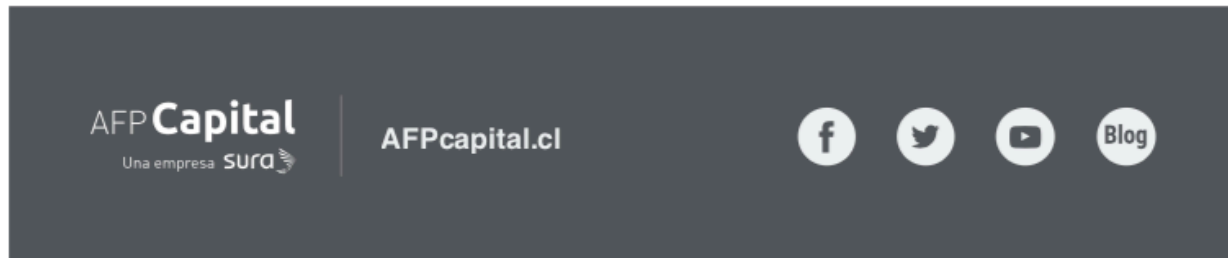 AFP Capital
Una empresa sura
AFPcapital.cl
f
Blog